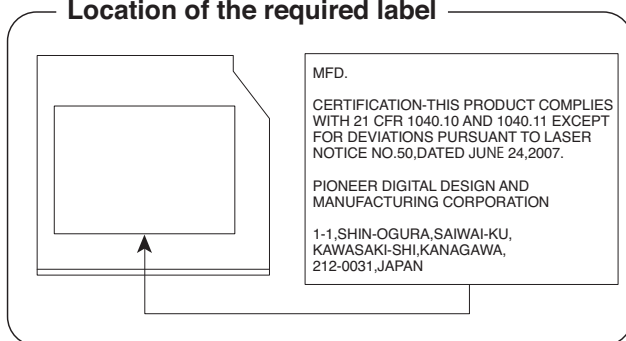 Location of the required label
MFD.
CERTIFICATION-THIS PRODUCT COMPLIES
WITH 21 CFR 1040.10 AND 1040.11 EXCEPT
FOR DEVIATIONS PURSUANT TO LASER
NOTICE NO.50,DATED JUNE 24,2007.
PIONEER DIGITAL DESIGN AND
MANUFACTURING CORPORATION
1-1,SHIN-OGURA,SAIWAI-KU,
KAWASAKI-SHI,KANAGAWA,
212-0031,JAPAN